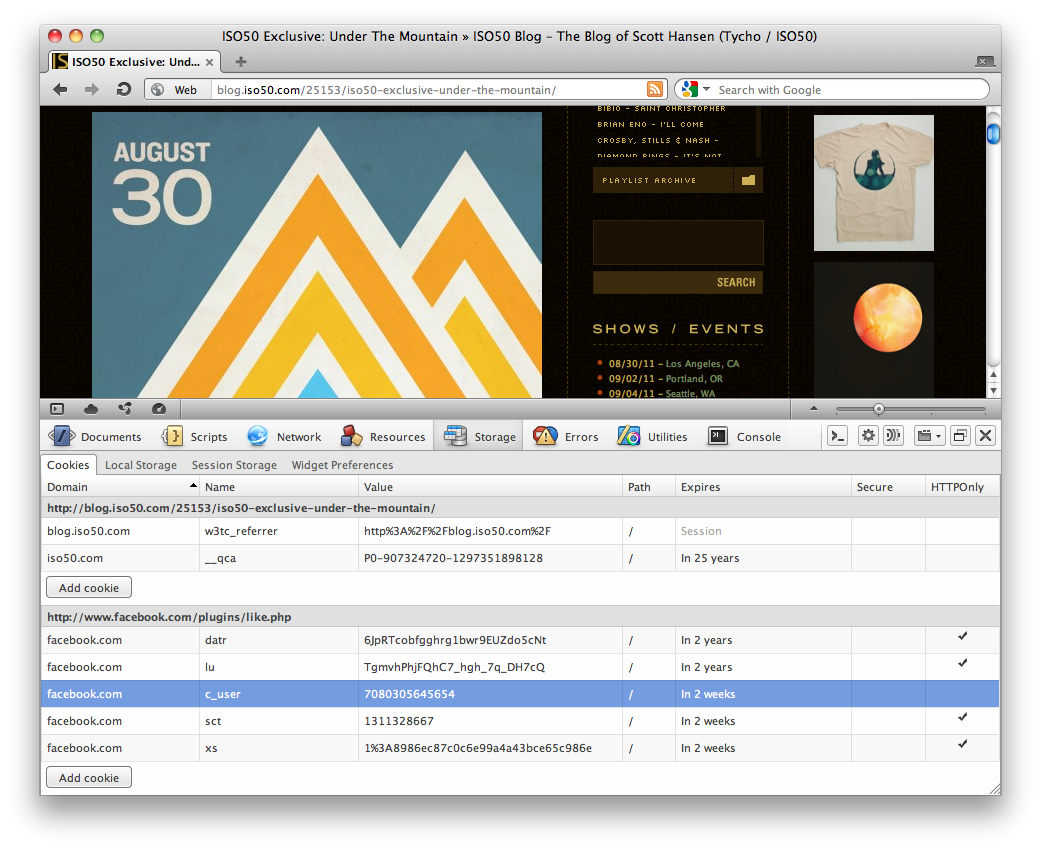 ISO50 Exclusive: Under The Mountain » ISO50 Blog – The Blog of Scott Hansen (Tycho / ISO50)
ISO50 Exclusive: Und...
Web blog.iso50.com/25153/iso50-exclusive-under-the-mountain/ Search with Google
AUGUST
30
BIBIO - SAINT CHRISTOPHER
BRIAN ENO - I'LL COME
CROSBY, STILLS & NASH -
DIAMOND RINGS - IT'S NOT
PLAYLIST ARCHIVE
SEARCH
SHOWS / EVENTS
08/30/11 – Los Angeles, CA
09/02/11 – Portland, OR
09/04/11 – Seattle, WA
Documents Scripts Network Resources Storage Errors Utilities Console
Cookies Local Storage Session Storage Widget Preferences
Domain Name Value Path Expires Secure HTTPOnly
http://blog.iso50.com/25153/iso50-exclusive-under-the-mountain/
blog.iso50.com w3tc_referrer http%3A%2F%2Fblog.iso50.com%2F / Session
iso50.com __qca P0-907324720-1297351898128 / In 25 years
Add cookie
http://www.facebook.com/plugins/like.php
facebook.com datr 6JpRTcobfgghrg1bwr9EUZdo5cNt / In 2 years
facebook.com lu TgmvhPhjFQhC7_hgh_7q_DH7cQ / In 2 years
facebook.com c_user 7080305645654 / In 2 weeks
facebook.com sct 1311328667 / In 2 weeks
facebook.com xs 1%3A8986ec87c0c6e99a4a43bce65c986e / In 2 weeks
Add cookie